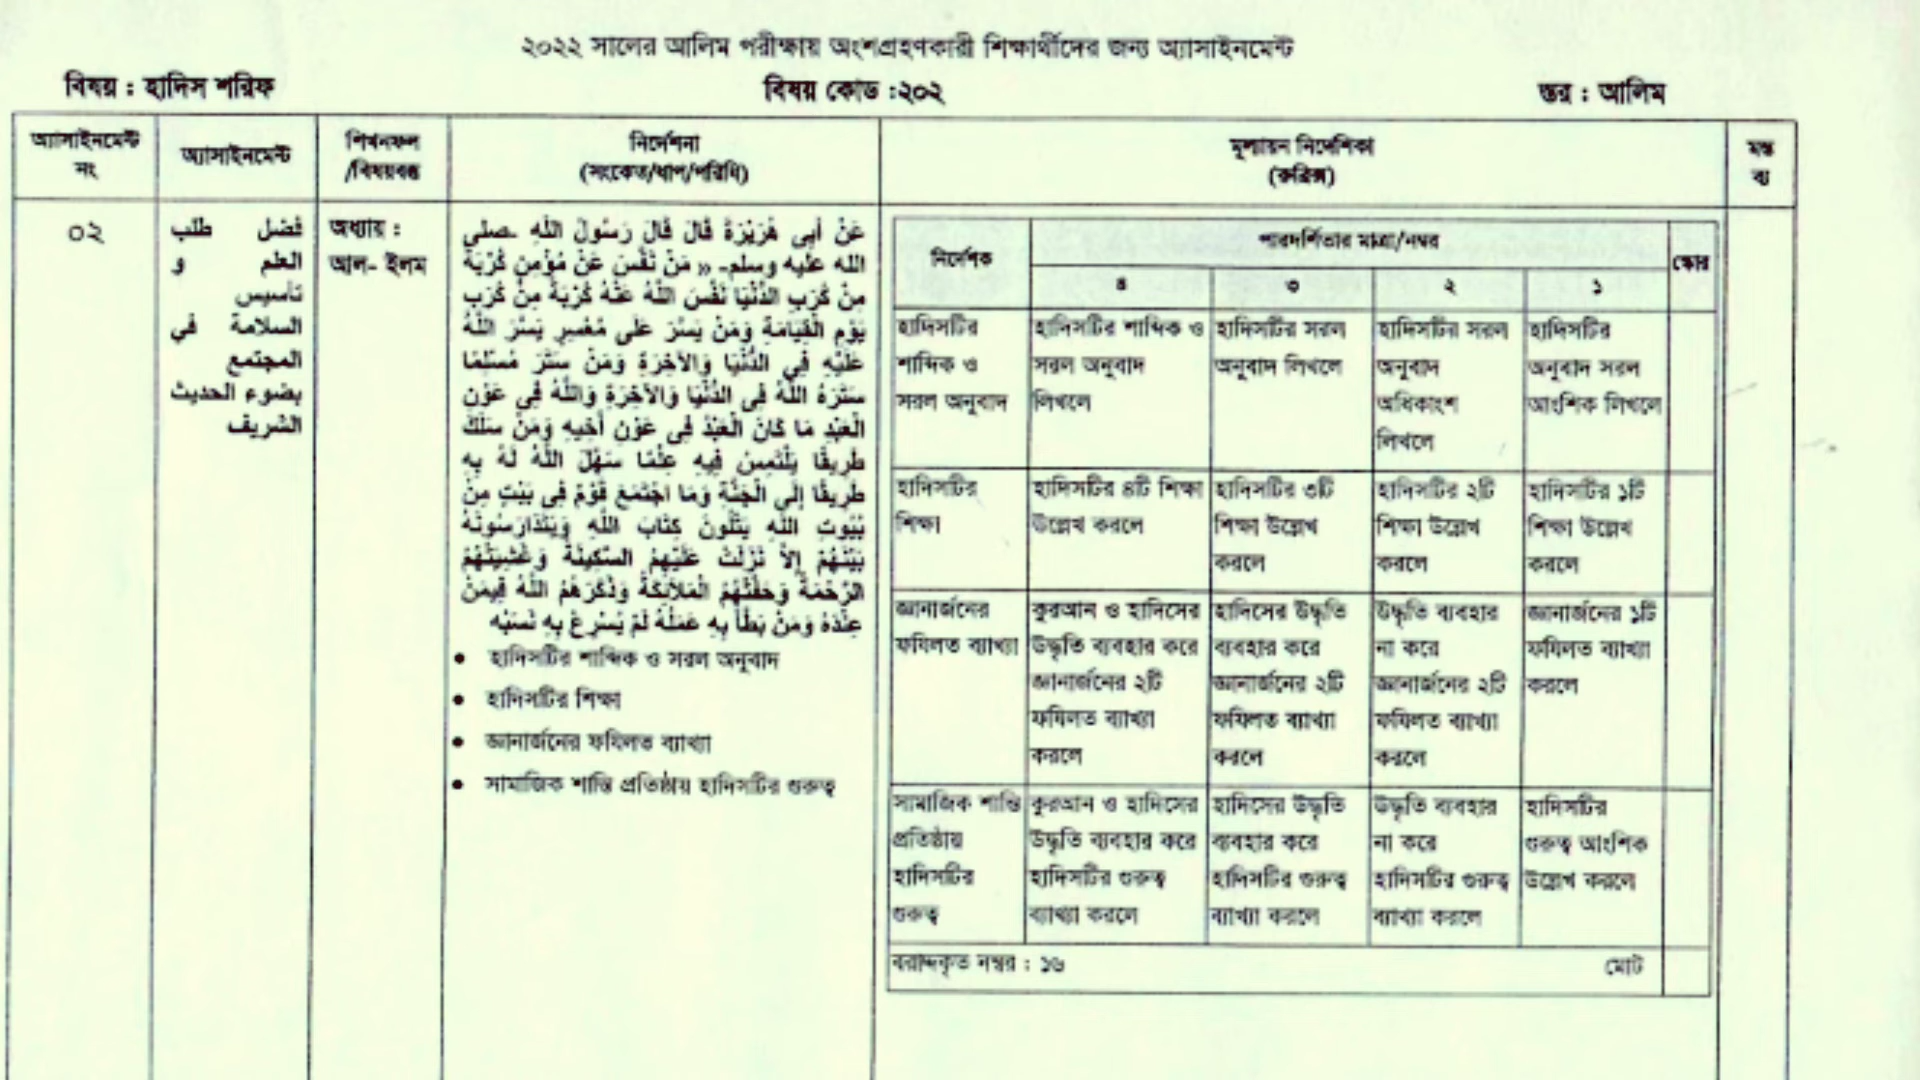 ২০২২ সালের আলিম পরীক্ষায় অংশগ্রহণকারী শিক্ষার্থীদের জন্য অ্যাসাইনমেন্ট
বিষয় : হাদিস শরিফ
বিষয় কোড :২০২
স্তর : আলিম
অ্যাসাইনমেন্ট
নং
অ্যাসাইনমেন্ট
শিখনফল
/বিষয়বস্তু
নির্দেশনা
(সংকেত/ধাপ/পরিধি)
মূল্যায়ন নির্দেশিকা
(রুব্রিক্স)
মন্ত
ব্য
০২
فضل طلب
العلم و
تأسيس
السلامة في
المجتمع
بضوء الحديث
الشريف
অধ্যায় :
আল- ইলম
عَنْ أَبِى هُرَيْرَةَ قَالَ قَالَ رَسُولُ اللَّهِ -صلى
الله عليه وسلم- « مَنْ نَفَّسَ عَنْ مُؤْمِنٍ كُرْبَةً
مِنْ كُرَبِ الدُّنْيَا نَفَّسَ اللَّهُ عَنْهُ كُرْبَةً مِنْ كُرَبِ
يَوْمِ الْقِيَامَةِ وَمَنْ يَسَّرَ عَلَى مُعْسِرٍ يَسَّرَ اللَّهُ
عَلَيْهِ فِي الدُّنْيَا وَالآخِرَةِ وَمَنْ سَتَرَ مُسْلِمًا
سَتَرَهُ اللَّهُ فِى الدُّنْيَا وَالآخِرَةِ وَاللَّهُ فِى عَوْنِ
الْعَبْدِ مَا كَانَ الْعَبْدُ فِى عَوْنِ أَخِيهِ وَمَنْ سَلَكَ
طَرِيقًا يَلْتَمِسُ فِيهِ عِلْمًا سَهَّلَ اللَّهُ لَهُ بِهِ
طَرِيقًا إِلَى الْجَنَّةِ وَمَا اجْتَمَعَ قَوْمٌ فِى بَيْتٍ مِنْ
بُيُوتِ اللَّهِ يَتْلُونَ كِتَابَ اللَّهِ وَيَتَدَارَسُونَهُ
بَيْنَهُمْ إِلاَّ نَزَلَتْ عَلَيْهِمُ السَّكِينَةُ وَغَشِيَتْهُمُ
الرَّحْمَةُ وَحَفَّتْهُمُ الْمَلاَئِكَةُ وَذَكَرَهُمُ اللَّهُ فِيمَنْ
عِنْدَهُ وَمَنْ بَطَّأَ بِهِ عَمَلُهُ لَمْ يُسْرِعْ بِهِ نَسَبُه
• হাদিসটির শাব্দিক ও সরল অনুবাদ
• হাদিসটির শিক্ষা
• জ্ঞানার্জনের ফযিলত ব্যাখ্যা
• সামাজিক শান্তি প্রতিষ্ঠায় হাদিসটির গুরুত্ব
নির্দেশক
পারদর্শিতার মাত্রা/নম্বর
স্কোর
৪
৩
২
১
হাদিসটির
শাব্দিক ও
সরল অনুবাদ
হাদিসটির শাব্দিক ও
সরল অনুবাদ
লিখলে
হাদিসটির সরল
অনুবাদ লিখলে
হাদিসটির সরল
অনুবাদ
অধিকাংশ
লিখলে
হাদিসটির
অনুবাদ সরল
আংশিক লিখলে
হাদিসটির
শিক্ষা
হাদিসটির ৪টি শিক্ষা
উল্লেখ করলে
হাদিসটির ৩টি
শিক্ষা উল্লেখ
করলে
হাদিসটির ২টি
শিক্ষা উল্লেখ
করলে
হাদিসটির ১টি
শিক্ষা উল্লেখ
করলে
জ্ঞানার্জনের
ফযিলত ব্যাখ্যা
কুরআন ও হাদিসের
উদ্ধৃতি ব্যবহার করে
জ্ঞানার্জনের ২টি
ফযিলত ব্যাখ্যা
করলে
হাদিসের উদ্ধৃতি
ব্যবহার করে
জ্ঞানার্জনের ২টি
ফযিলত ব্যাখ্যা
করলে
উদ্ধৃতি ব্যবহার
না করে
জ্ঞানার্জনের ২টি
ফযিলত ব্যাখ্যা
করলে
জ্ঞানার্জনের ১টি
ফযিলত ব্যাখ্যা
করলে
সামাজিক শান্তি
প্রতিষ্ঠায়
হাদিসটির
গুরুত্ব
কুরআন ও হাদিসের
উদ্ধৃতি ব্যবহার করে
হাদিসটির গুরুত্ব
ব্যাখ্যা করলে
হাদিসের উদ্ধৃতি
ব্যবহার করে
হাদিসটির গুরুত্ব
ব্যাখ্যা করলে
উদ্ধৃতি ব্যবহার
না করে
হাদিসটির গুরুত্ব
ব্যাখ্যা করলে
হাদিসটির
গুরুত্ব আংশিক
উল্লেখ করলে
বরাদ্দকৃত নম্বর : ১৬
মোট